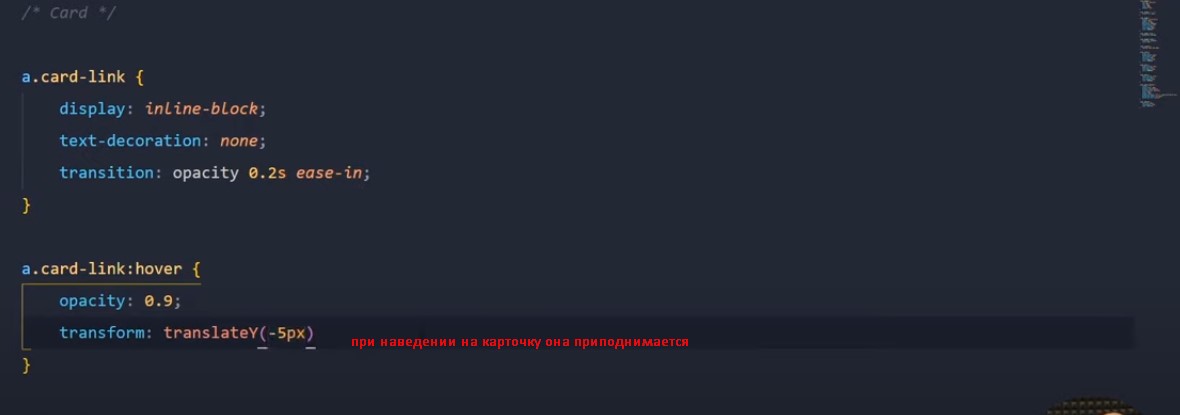 /* Card */
a.card-link {
display: inline-block;
text-decoration: none;
transition: opacity 0.2s ease-in;
}
a.card-link:hover {
opacity: 0.9;
transform: translateY(-5px)
при наведении на карточку она приподнимается
}